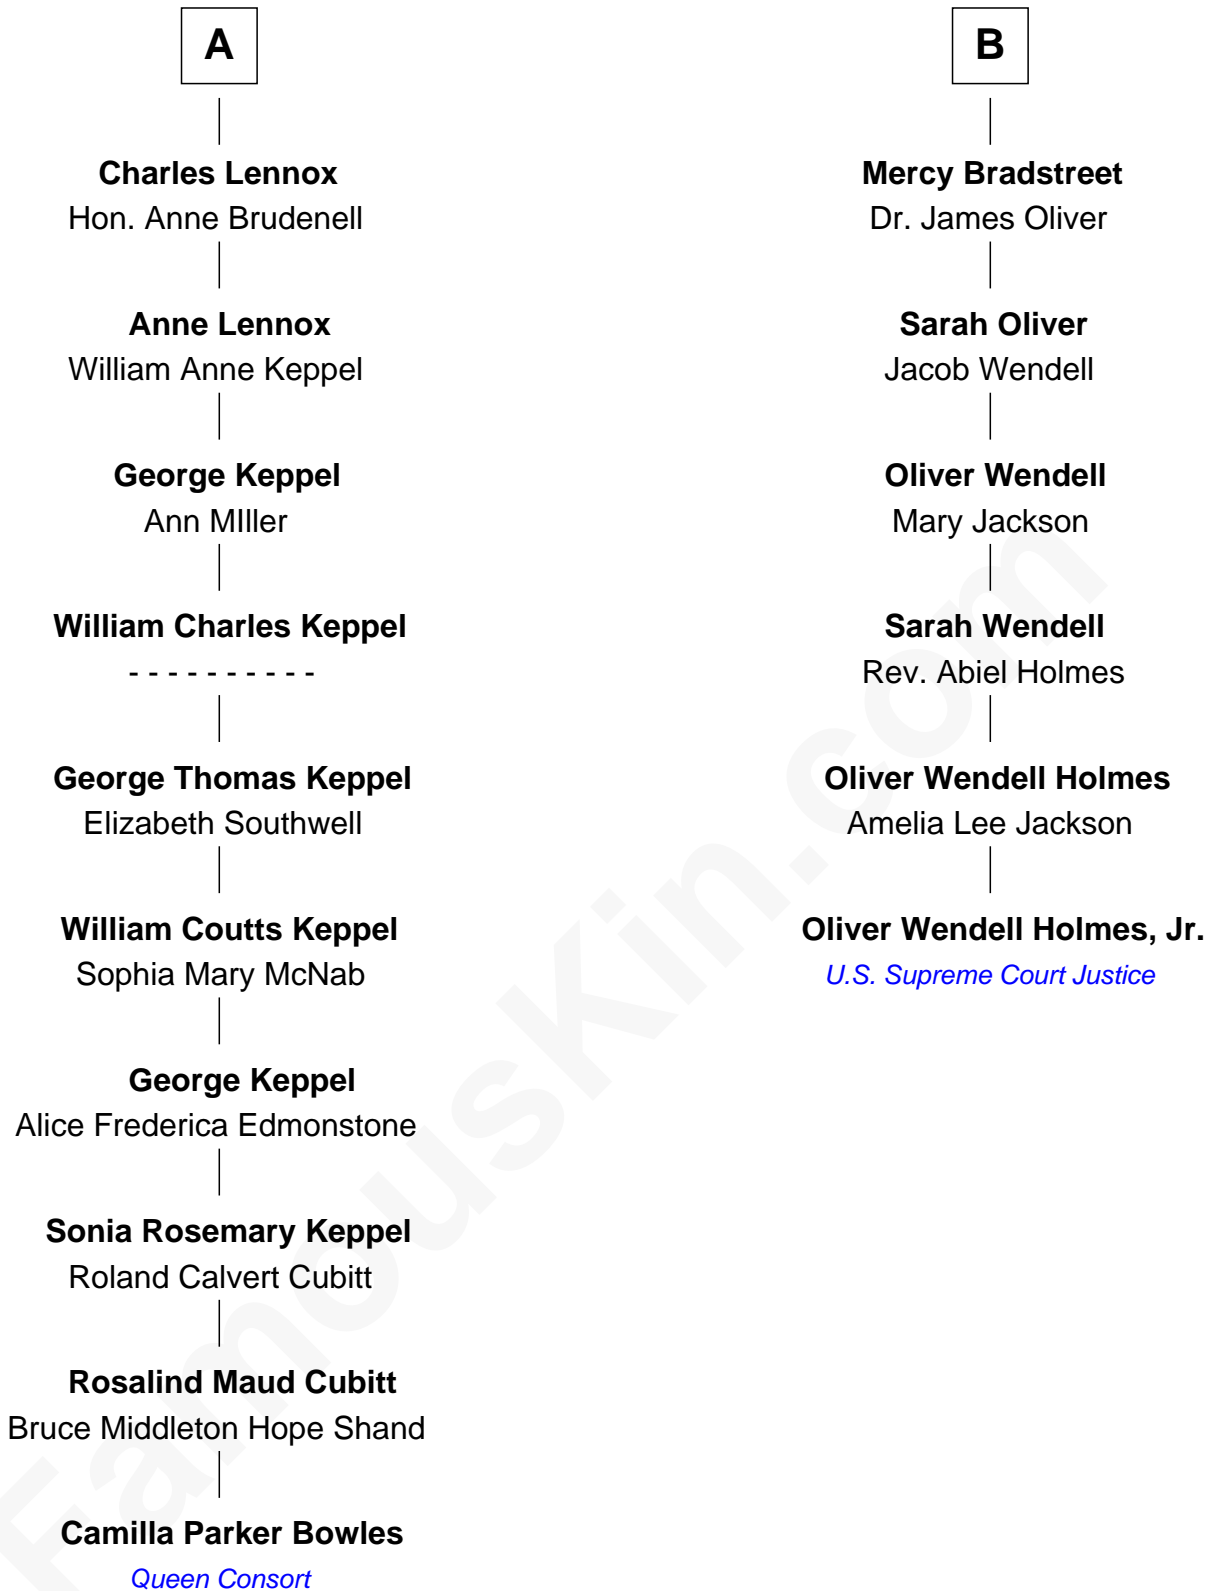 A
Charles Lennox
Hon. Anne Brudenell
Anne Lennox
William Anne Keppel
George Keppel
Ann MIller
William Charles Keppel
- - - - - - - - - -
George Thomas Keppel
Elizabeth Southwell
William Coutts Keppel
Sophia Mary McNab
George Keppel
Alice Frederica Edmonstone
Sonia Rosemary Keppel
Roland Calvert Cubitt
Rosalind Maud Cubitt
Bruce Middleton Hope Shand
Camilla Parker Bowles
Queen Consort
B
Mercy Bradstreet
Dr. James Oliver
Sarah Oliver
Jacob Wendell
Oliver Wendell
Mary Jackson
Sarah Wendell
Rev. Abiel Holmes
Oliver Wendell Holmes
Amelia Lee Jackson
Oliver Wendell Holmes, Jr.
U.S. Supreme Court Justice
FamousKin.com